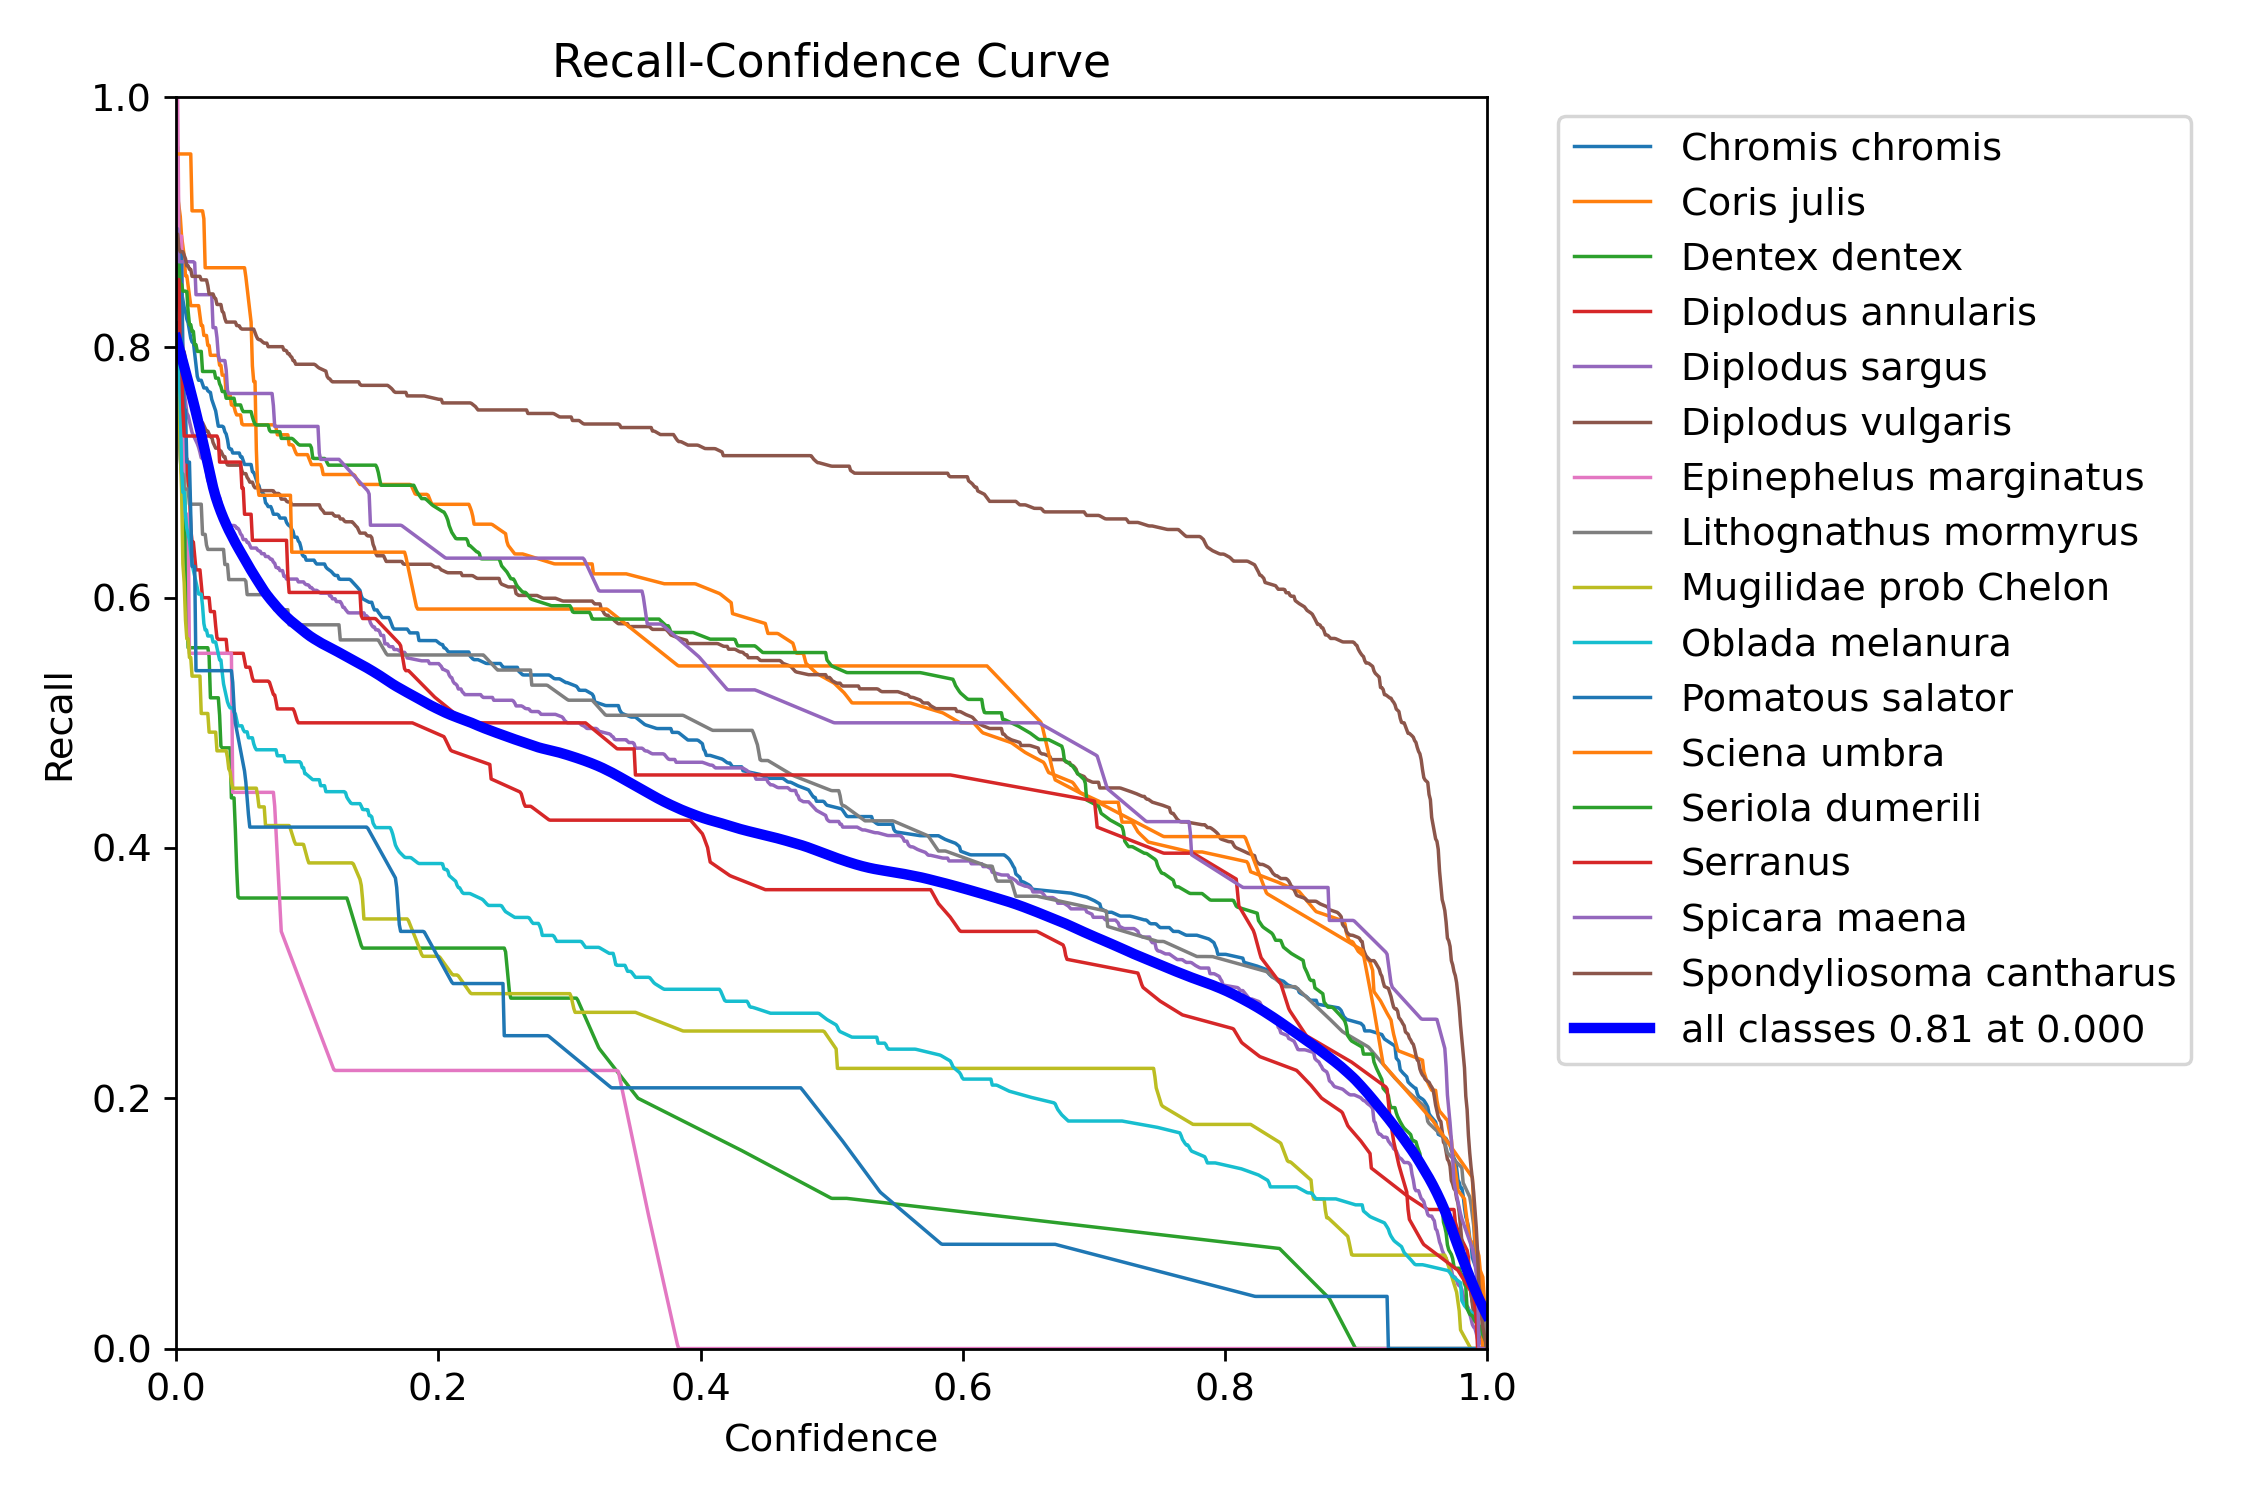 Recall-Confidence Curve
1.0
0.8
0.6
0.4
0.2
0.0
Recall
0.0 0.2 0.4 0.6 0.8 1.0
Confidence
Chromis chromis
Coris julis
Dentex dentex
Diplodus annularis
Diplodus sargus
Diplodus vulgaris
Epinephelus marginatus
Lithognathus mormyrus
Mugilidae prob Chelon
Oblada melanura
Pomatous salator
Sciena umbra
Seriola dumerili
Serranus
Spicara maena
Spondyliosoma cantharus
all classes 0.81 at 0.000